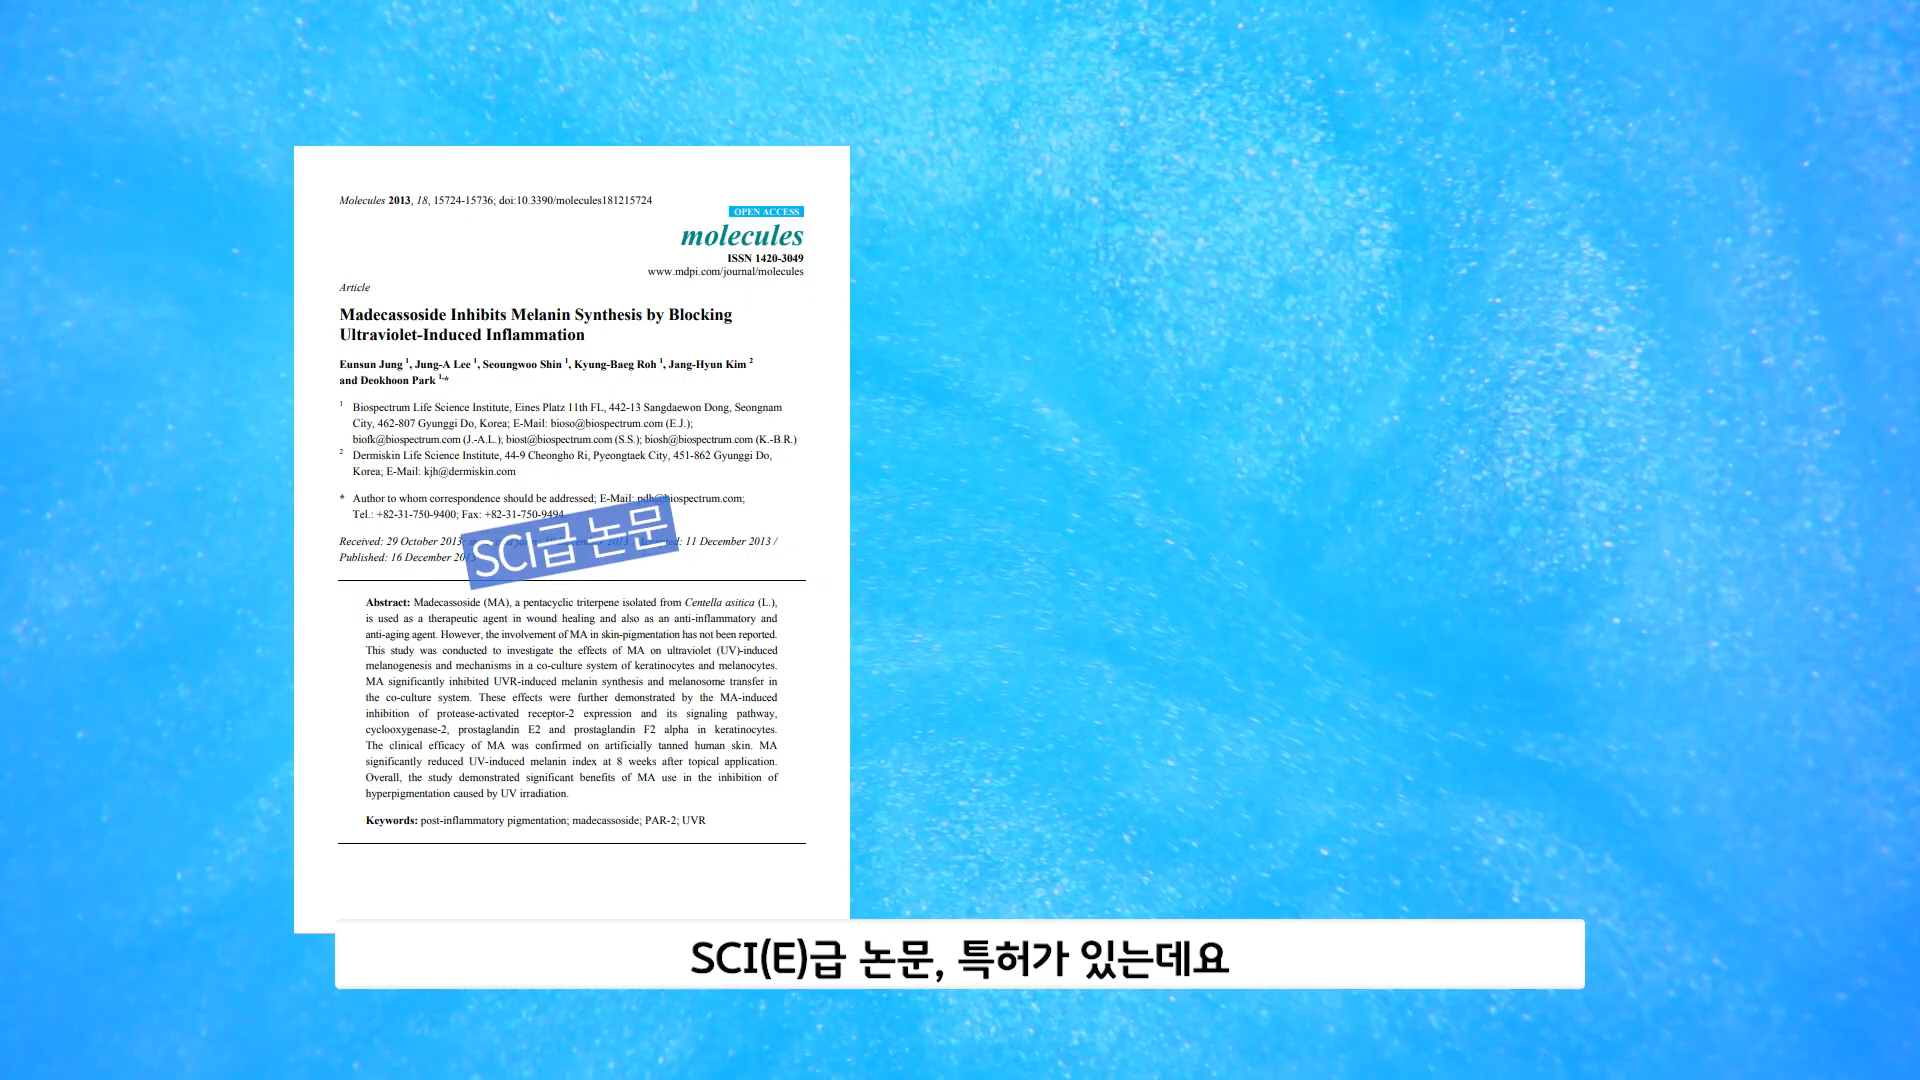 Molecules 2013, 18, 15724-15736; doi:10.3390/molecules181215724
OPEN ACCESS
molecules
ISSN 1420-3049
www.mdpi.com/journal/molecules
Article
Madecassoside Inhibits Melanin Synthesis by Blocking
Ultraviolet-Induced Inflammation
Eunsun Jung 1, Jung-A Lee 1, Seoungwoo Shin 1, Kyung-Baeg Roh 1, Jang-Hyun Kim 2
and Deokhoon Park 1,*
1 Biospectrum Life Science Institute, Eines Platz 11th FL, 442-13 Sangdaewon Dong, Seongnam
City, 462-807 Gyunggi Do, Korea; E-Mail: bioso@biospectrum.com (E.J.);
biofk@biospectrum.com (J.-A.L.); biost@biospectrum.com (S.S.); biosh@biospectrum.com (K.-B.R.)
2 Dermiskin Life Science Institute, 44-9 Cheongho Ri, Pyeongtaek City, 451-862 Gyunggi Do,
Korea; E-Mail: kjh@dermiskin.com
* Author to whom correspondence should be addressed; E-Mail: pdh@biospectrum.com;
Tel.: +82-31-750-9400; Fax: +82-31-750-9494
SCI급 논문
Received: 29 October 2013; 11 December 2013 /
Published: 16 December
Abstract: Madecassoside (MA), a pentacyclic triterpene isolated from Centella asitica (L.),
is used as a therapeutic agent in wound healing and also as an anti-inflammatory and
anti-aging agent. However, the involvement of MA in skin-pigmentation has not been reported.
This study was conducted to investigate the effects of MA on ultraviolet (UV)-induced
melanogenesis and mechanisms in a co-culture system of keratinocytes and melanocytes.
MA significantly inhibited UVR-induced melanin synthesis and melanosome transfer in
the co-culture system. These effects were further demonstrated by the MA-induced
inhibition of protease-activated receptor-2 expression and its signaling pathway,
cyclooxygenase-2, prostaglandin E2 and prostaglandin F2 alpha in keratinocytes.
The clinical efficacy of MA was confirmed on artificially tanned human skin. MA
significantly reduced UV-induced melanin index at 8 weeks after topical application.
Overall, the study demonstrated significant benefits of MA use in the inhibition of
hyperpigmentation caused by UV irradiation.
Keywords: post-inflammatory pigmentation; madecassoside; PAR-2; UVR
SCI(E)급 논문, 특허가 있는데요